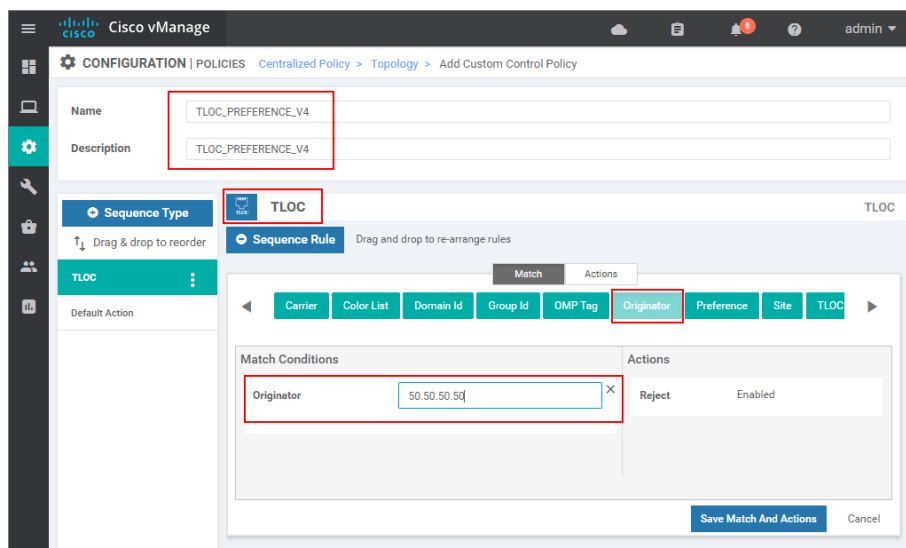 cisco Cisco vManage 8 admin
CONFIGURATION | POLICIES Centralized Policy > Topology > Add Custom Control Policy
Name TLOC_PREFERENCE_V4
Description TLOC_PREFERENCE_V4
Sequence Type
Drag & drop to reorder
TLOC
Default Action
TLOC TLOC TLOC
Sequence Rule Drag and drop to re-arrange rules
Match Actions
Carrier Color List Domain Id Group Id OMP Tag Originator Preference Site TLOC
Match Conditions Actions
Originator 50.50.50.50 Reject Enabled
Save Match And Actions Cancel